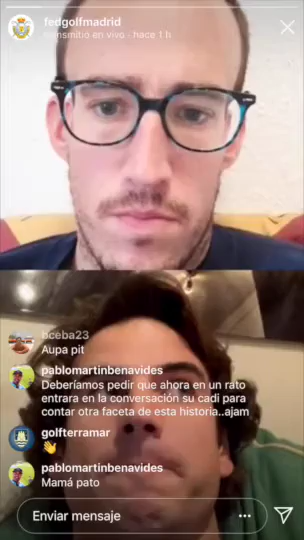 fedgolfmadrid
transmitió en vivo · hace 1 h
bceba23
Aupa pit
pablomartinbenavides
Deberíamos pedir que ahora en un rato
entrara en la conversación su cadi para
contar otra faceta de esta historia..ajam
golfterramar
👋
pablomartinbenavides
Mamá pato
Enviar mensaje